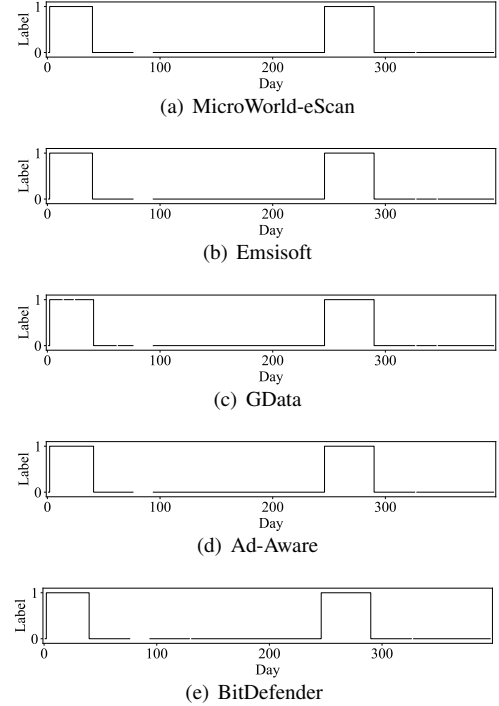 Label
1
0
0 100 200 300
Day
(a) MicroWorld-eScan
Label
1
0
0 100 200 300
Day
(b) Emsisoft
Label
1
0
0 100 200 300
Day
(c) GData
Label
1
0
0 100 200 300
Day
(d) Ad-Aware
Label
1
0
0 100 200 300
Day
(e) BitDefender